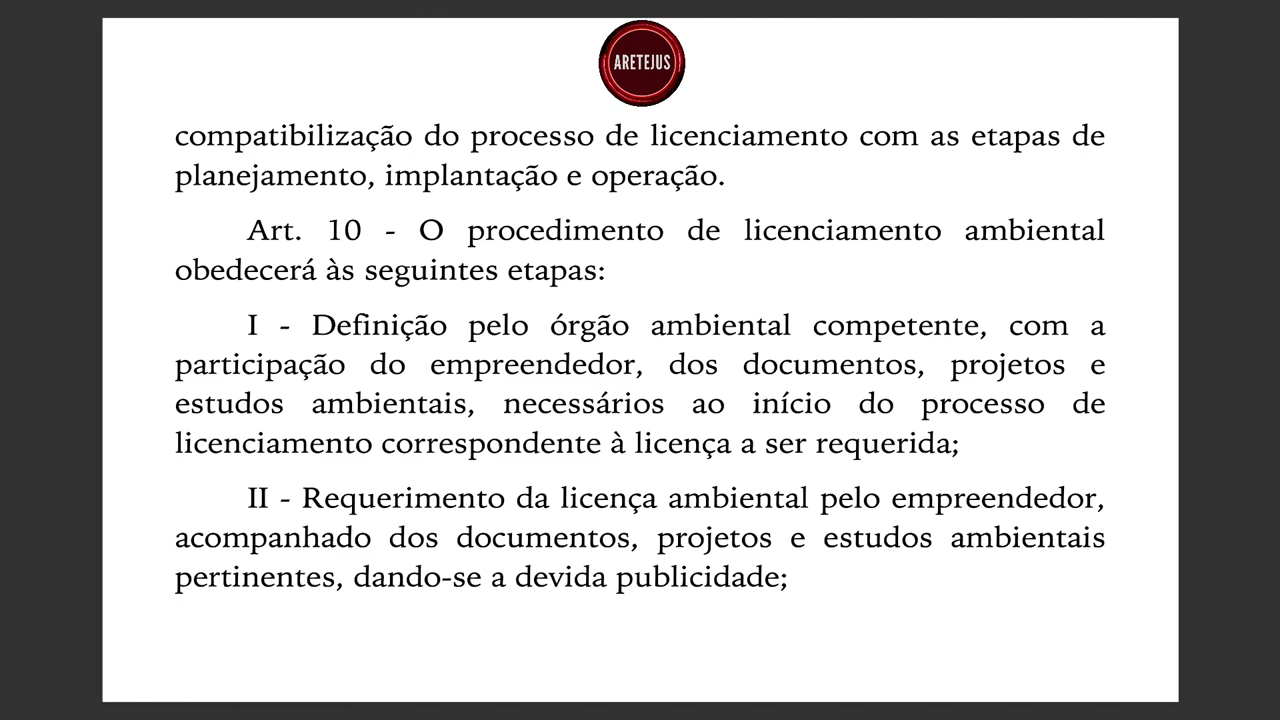 ARETEJUS
compatibilização do processo de licenciamento com as etapas de
planejamento, implantação e operação.
Art. 10 - O procedimento de licenciamento ambiental
obedecerá às seguintes etapas:
I - Definição pelo órgão ambiental competente, com a
participação do empreendedor, dos documentos, projetos e
estudos ambientais, necessários ao início do processo de
licenciamento correspondente à licença a ser requerida;
II - Requerimento da licença ambiental pelo empreendedor,
acompanhado dos documentos, projetos e estudos ambientais
pertinentes, dando-se a devida publicidade;